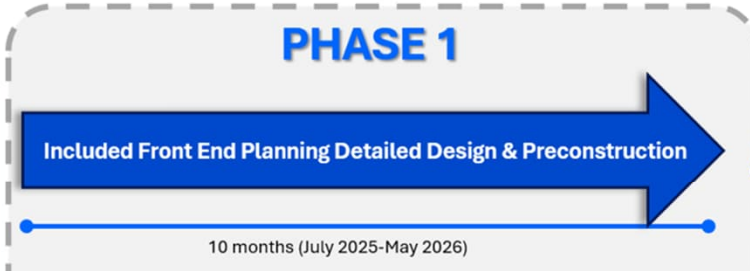 PHASE 1
Included Front End Planning Detailed Design & Preconstruction
10 months (July 2025-May 2026)